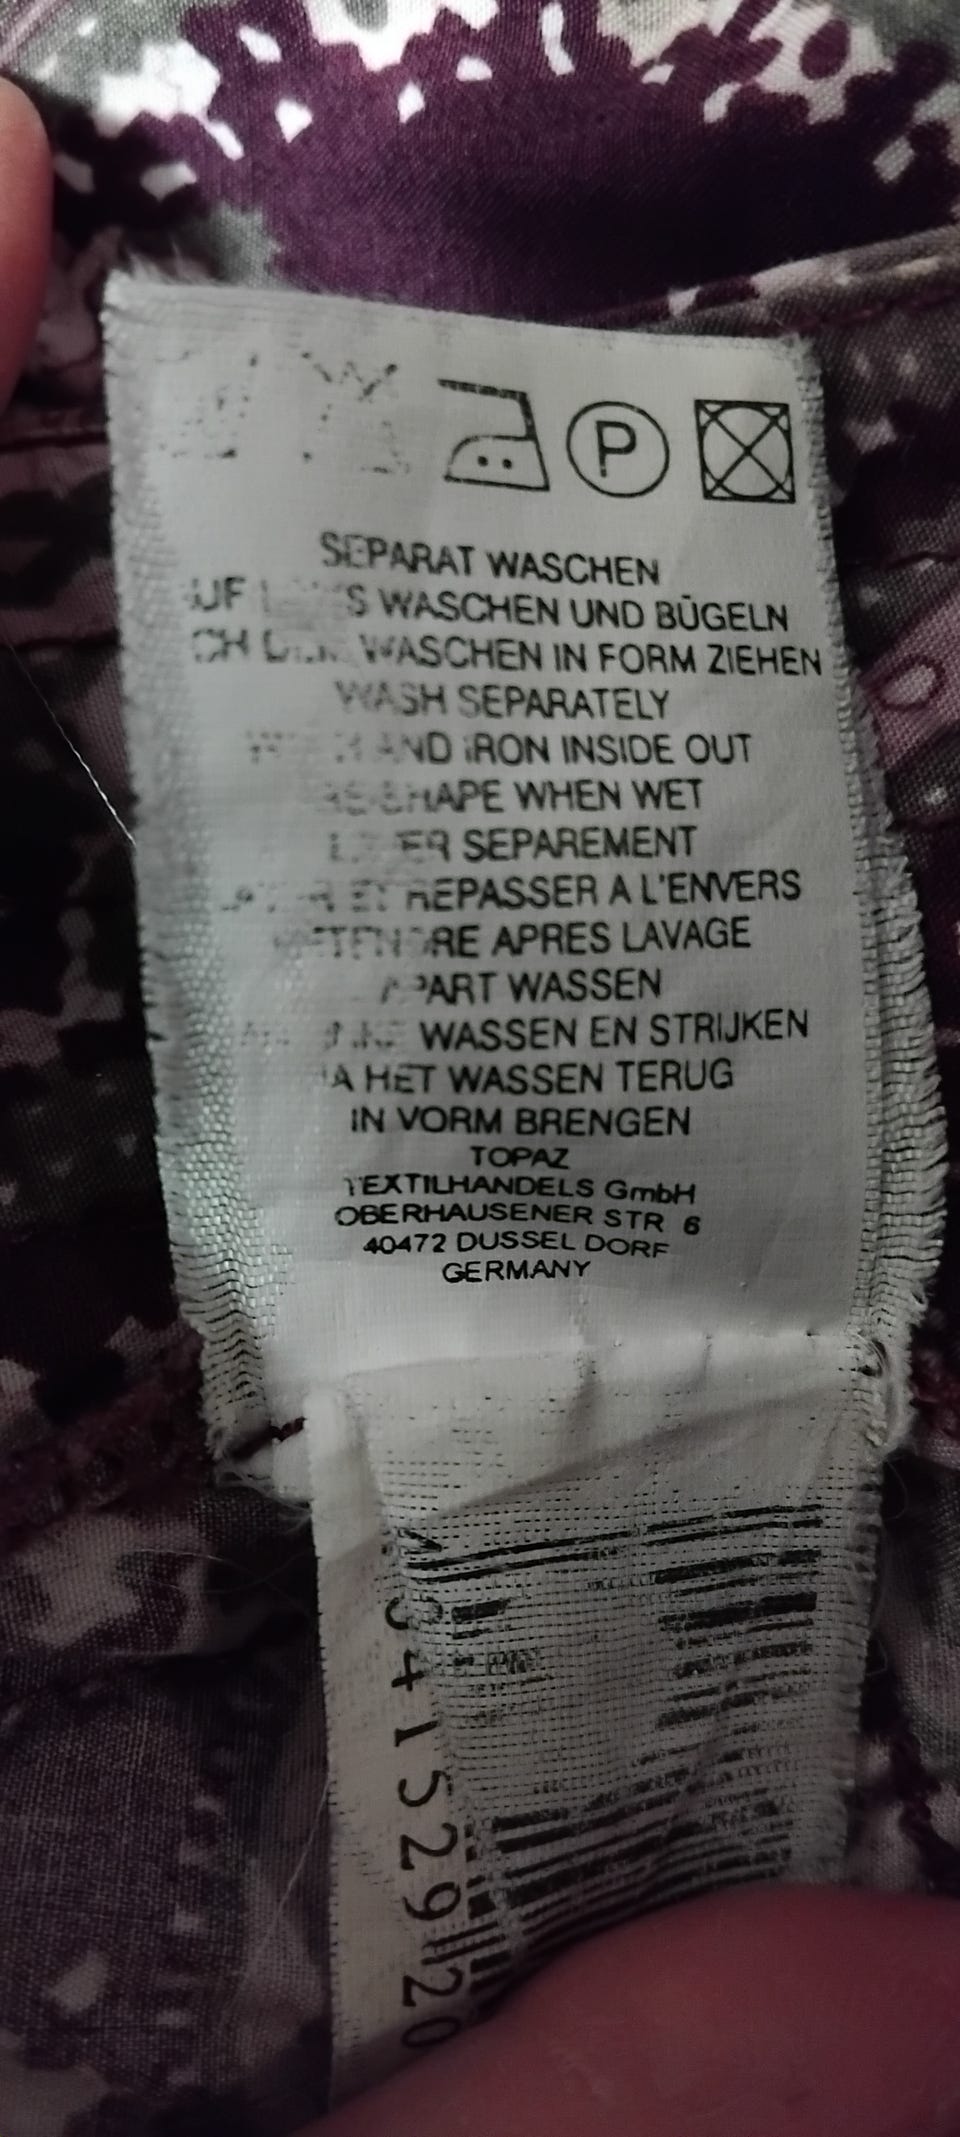 P
SEPARAT WASCHEN
WASCHEN UND BÜGELN
WASCHEN IN FORM ZIEHEN
WASH SEPARATELY
AND IRON INSIDE OUT
WHEN WET
SEPAREMENT
REPASSER A L'ENVERS
APRES LAVAGE
WASSEN
WASSEN EN STRIJKEN
HET WASSEN TERUG
IN VORM BRENGEN
TOPAZ
TEXTILHANDELS GmbH
OBERHAUSENER STR 6
40472 DUSSEL DORF
GERMANY